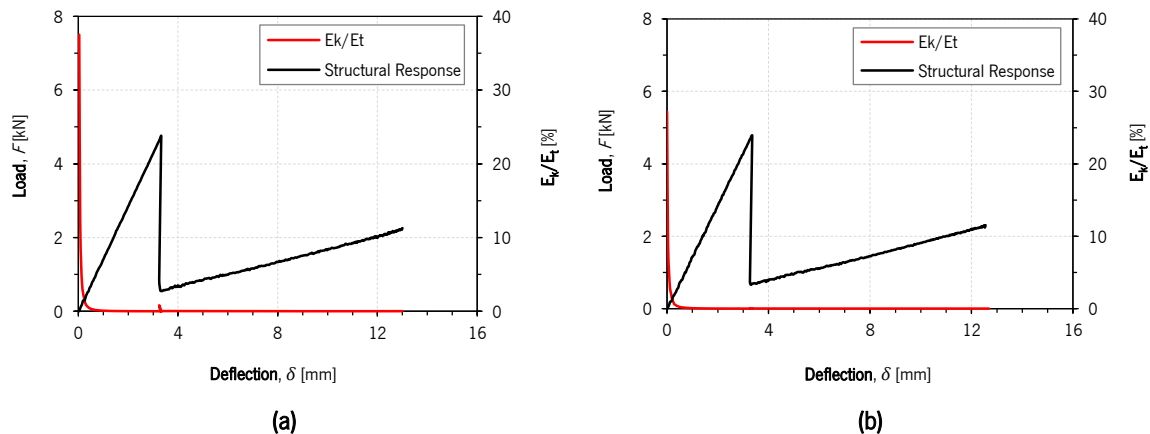 8
6
4
2
0
Load, F [kN]
40
30
20
10
0
Ek/Et [%]
Ek/Et
Structural Response
0
4
8
12
16
Deflection, δ [mm]
(a)
8
6
4
2
0
Load, F [kN]
40
30
20
10
0
Ek/Et [%]
Ek/Et
Structural Response
0
4
8
12
16
Deflection, δ [mm]
(b)